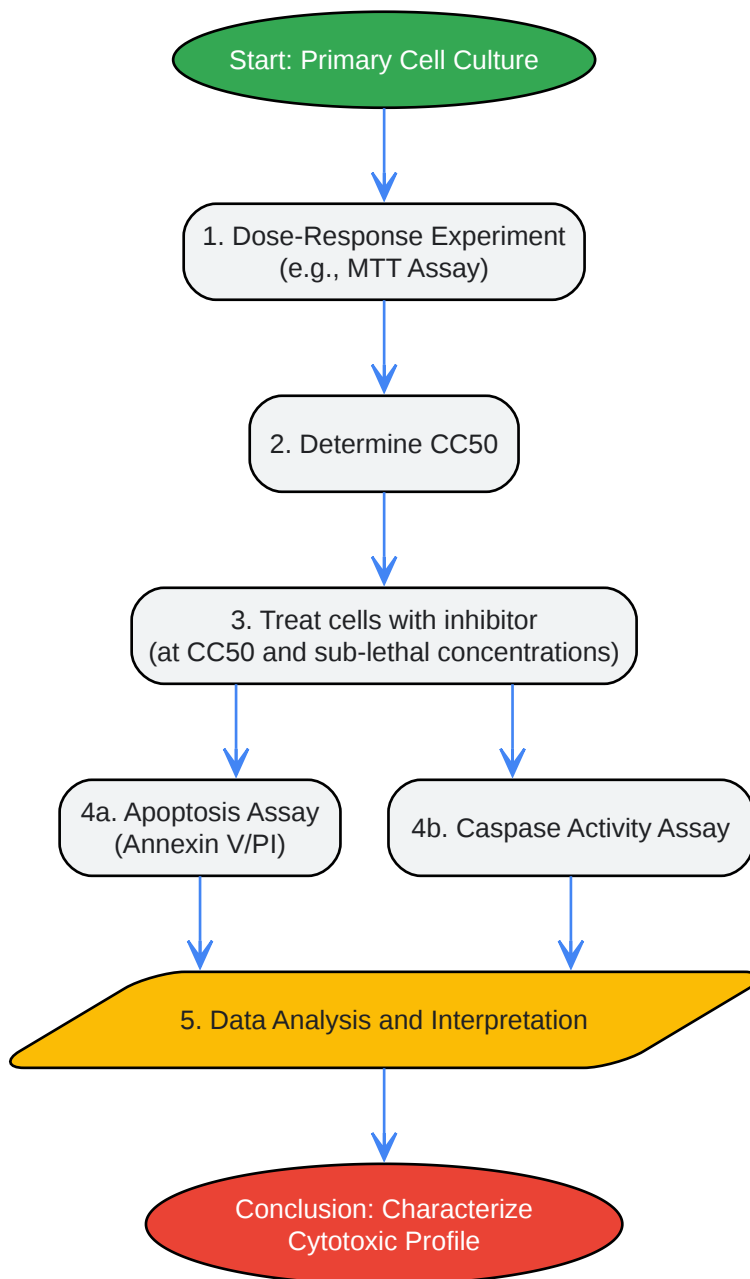 Start: Primary Cell Culture
1. Dose-Response Experiment
(e.g., MTT Assay)
2. Determine CC50
3. Treat cells with inhibitor
(at CC50 and sub-lethal concentrations)
4a. Apoptosis Assay
(Annexin V/PI)
4b. Caspase Activity Assay
5. Data Analysis and Interpretation
Conclusion: Characterize
Cytotoxic Profile